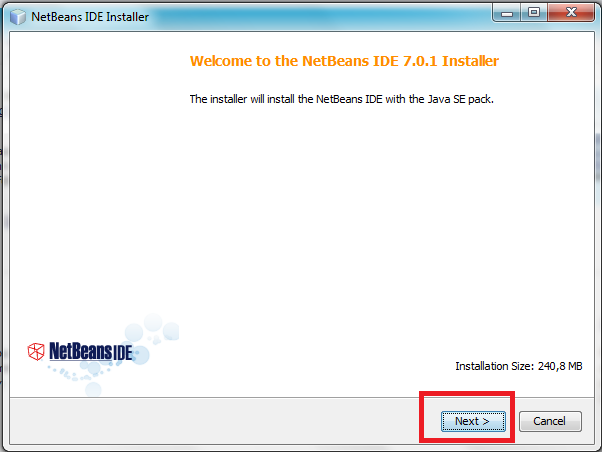 NetBeans IDE Installer
Welcome to the NetBeans IDE 7.0.1 Installer
The installer will install the NetBeans IDE with the Java SE pack.
NetBeans IDE
Installation Size: 240,8 MB
Next >
Cancel